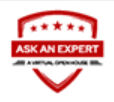 ASK AN EXPERT
A VIRTUAL OPEN HOUSE